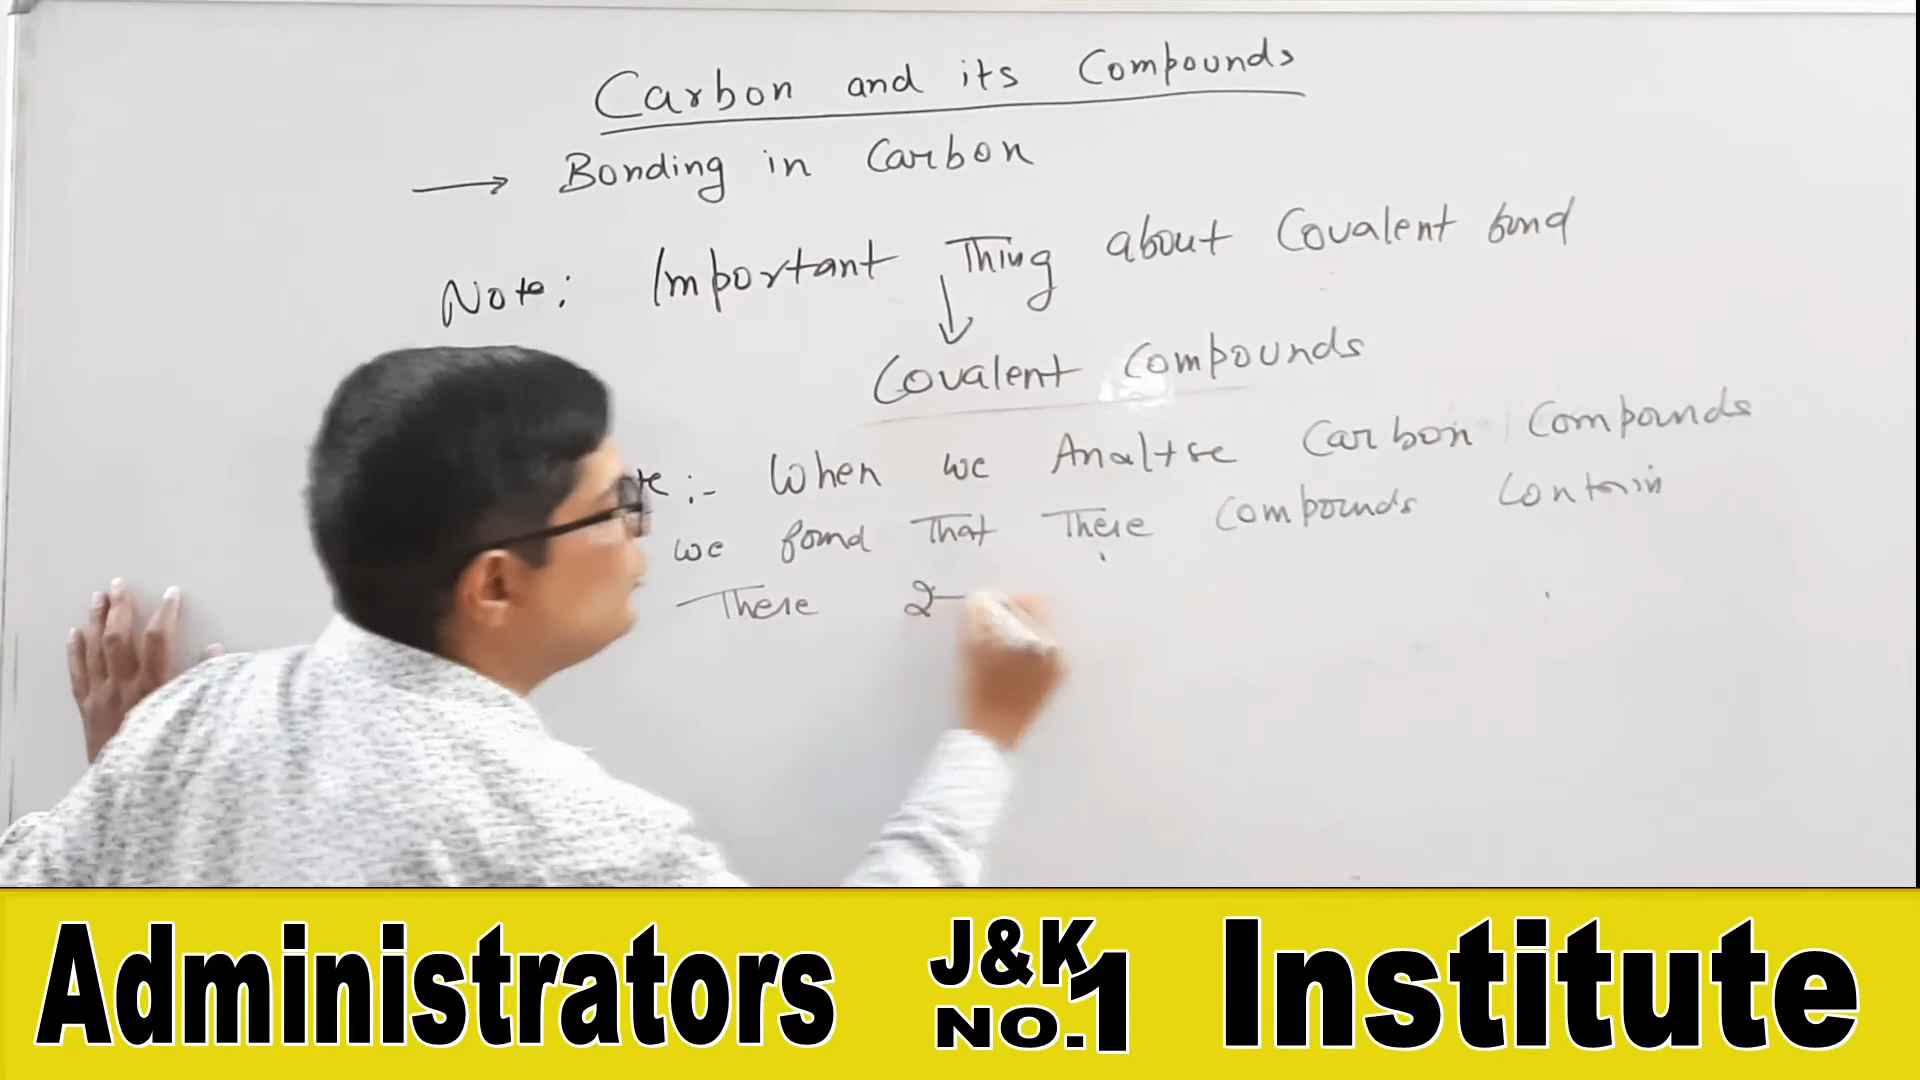 Carbon and its Compounds
→ Bonding in Carbon
Note: Important Thing about Covalent bond
↓
Covalent Compounds
:- When we Analtse Carbon Compounds
we found That There Compounds Contain
There 2
Administrators J&K NO.1 Institute